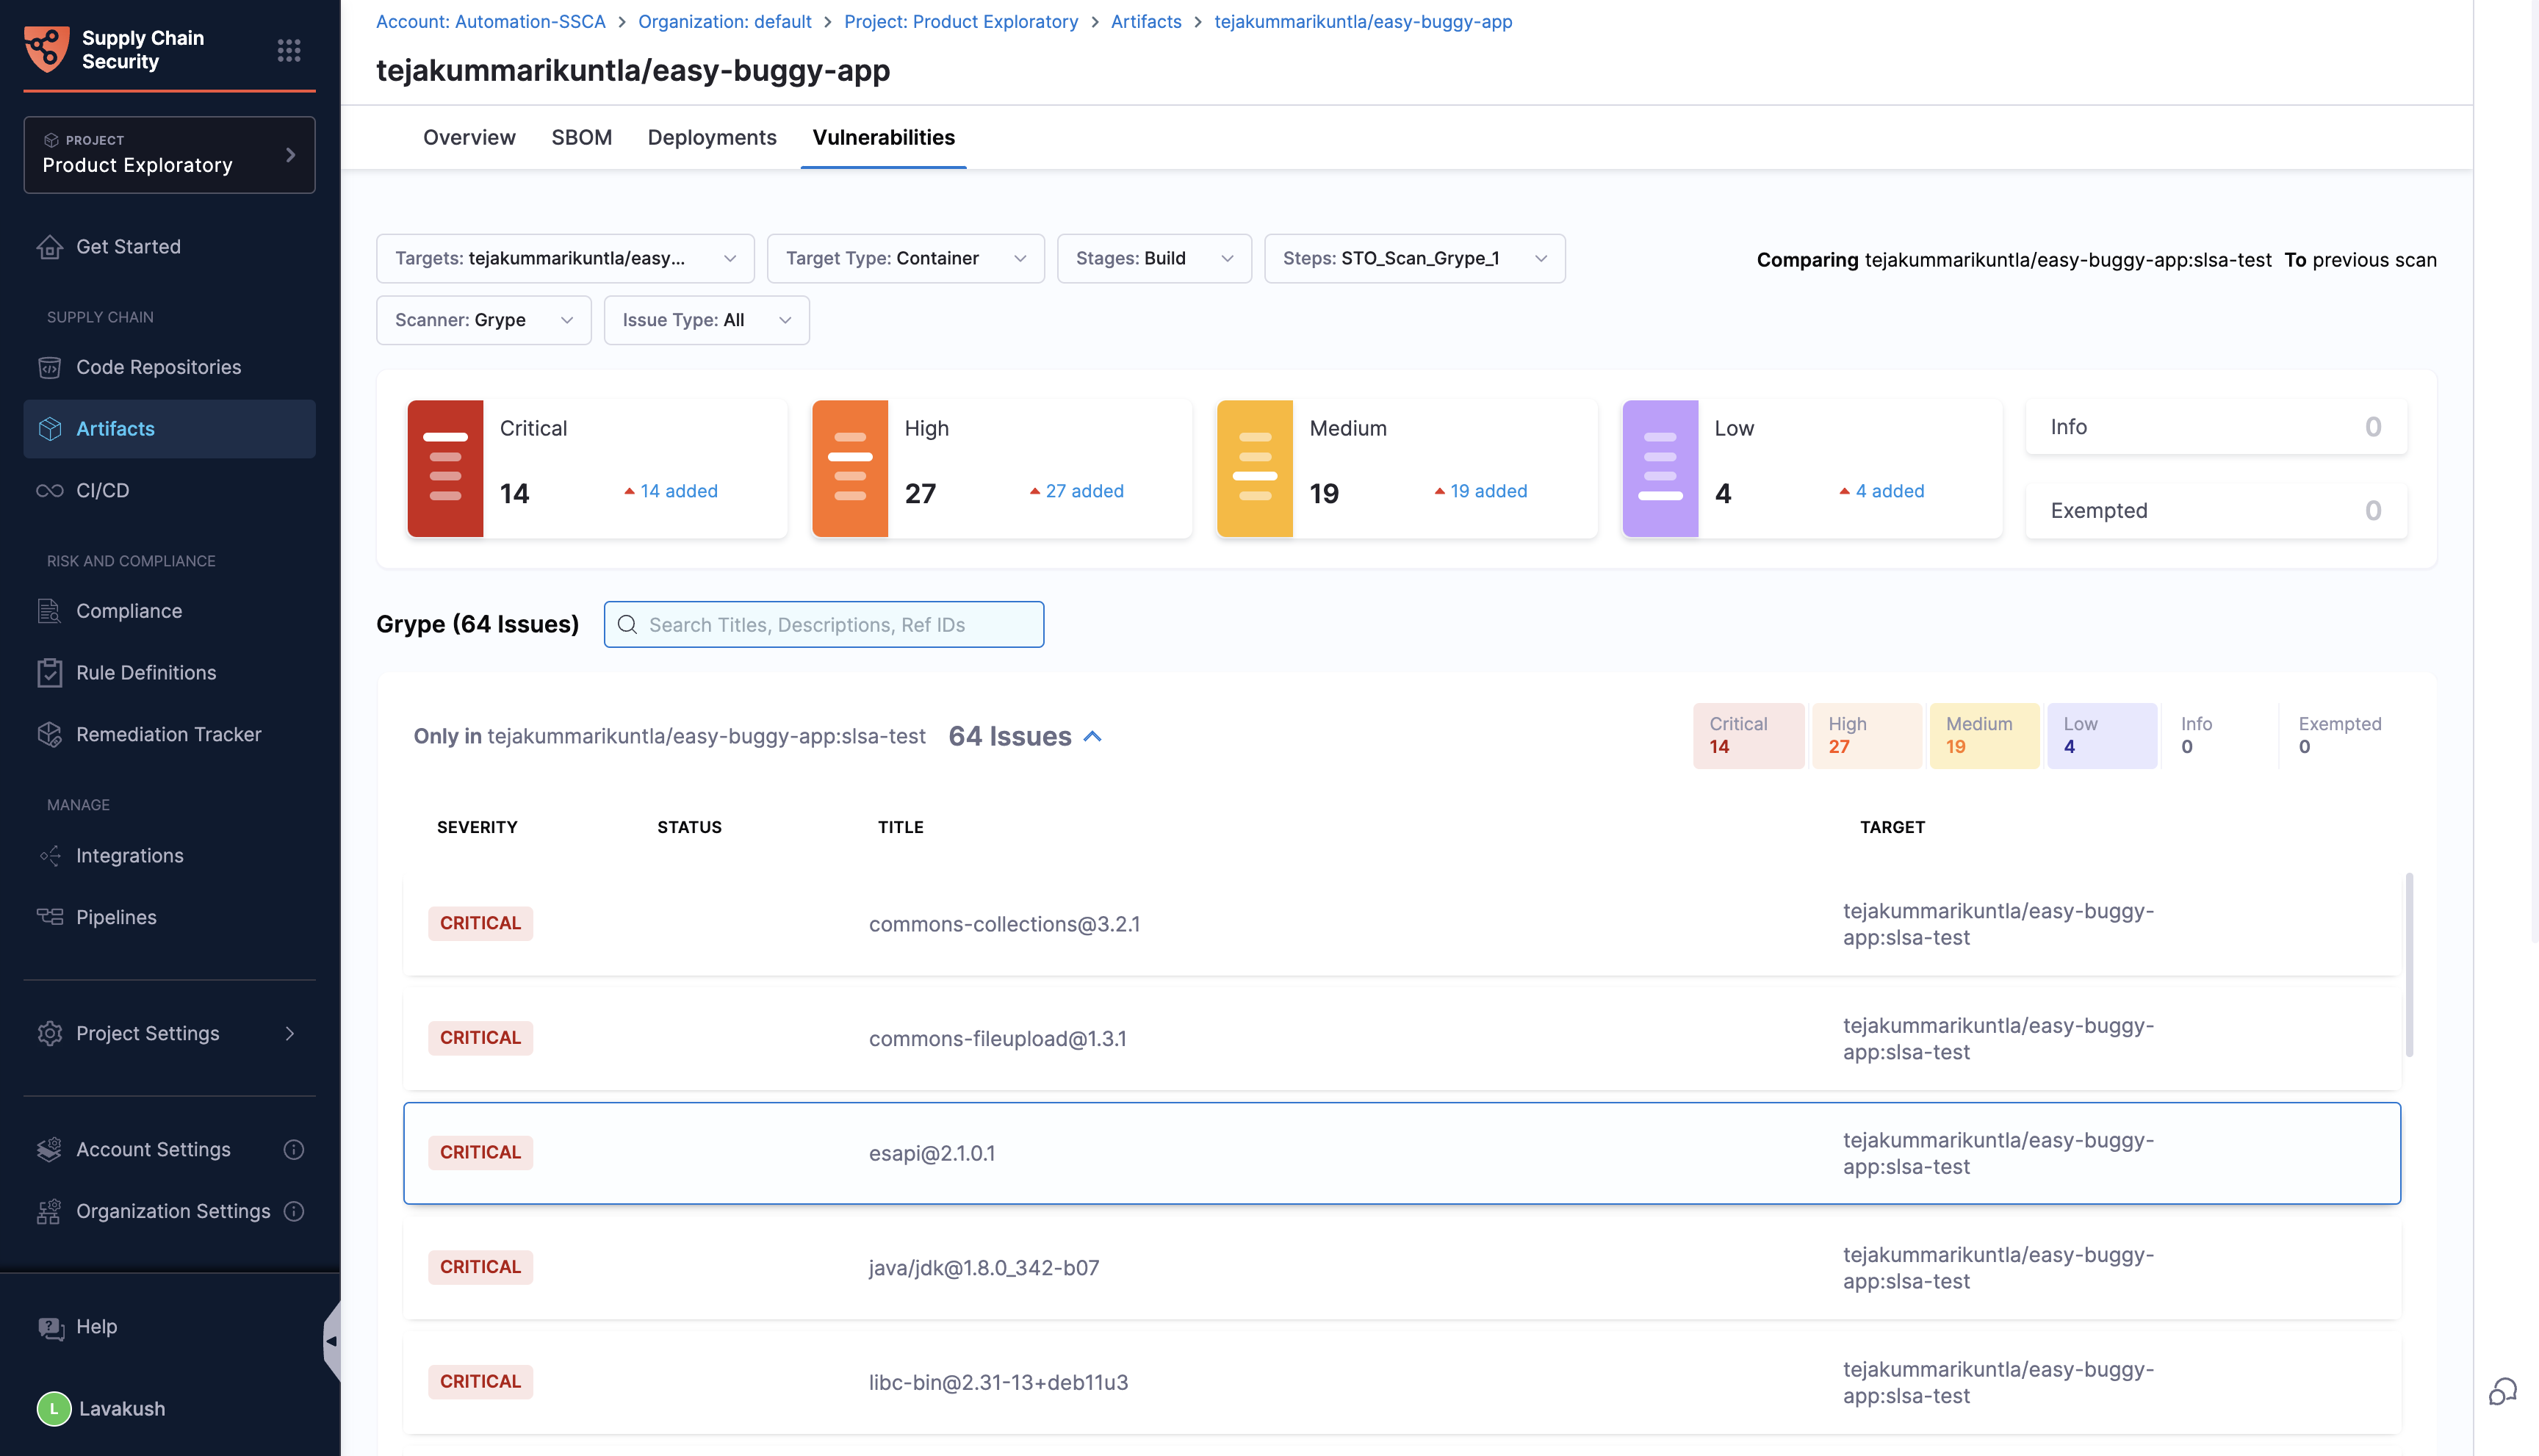 Supply Chain
Security
PROJECT
Product Exploratory
Get Started
SUPPLY CHAIN
Code Repositories
Artifacts
CI/CD
RISK AND COMPLIANCE
Compliance
Rule Definitions
Remediation Tracker
MANAGE
Integrations
Pipelines
Project Settings
Account Settings
Organization Settings
Help
L
Lavakush
Account: Automation-SSCA > Organization: default > Project: Product Exploratory > Artifacts > tejakummarikuntla/easy-buggy-app
tejakummarikuntla/easy-buggy-app
Overview SBOM Deployments Vulnerabilities
Targets: tejakummarikuntla/easy... Target Type: Container Stages: Build Steps: STO_Scan_Grype_1
Comparing tejakummarikuntla/easy-buggy-app:slsa-test To previous scan
Scanner: Grype Issue Type: All
Critical
14 14 added
High
27 27 added
Medium
19 19 added
Low
4 4 added
Info 0
Exempted 0
Grype (64 Issues) Search Titles, Descriptions, Ref IDs
Only in tejakummarikuntla/easy-buggy-app:slsa-test 64 Issues
Critical
14
High
27
Medium
19
Low
4
Info
0
Exempted
0
SEVERITY STATUS TITLE TARGET
CRITICAL commons-collections@3.2.1 tejakummarikuntla/easy-buggy-
app:slsa-test
CRITICAL commons-fileupload@1.3.1 tejakummarikuntla/easy-buggy-
app:slsa-test
CRITICAL esapi@2.1.0.1 tejakummarikuntla/easy-buggy-
app:slsa-test
CRITICAL java/jdk@1.8.0_342-b07 tejakummarikuntla/easy-buggy-
app:slsa-test
CRITICAL libc-bin@2.31-13+deb11u3 tejakummarikuntla/easy-buggy-
app:slsa-test